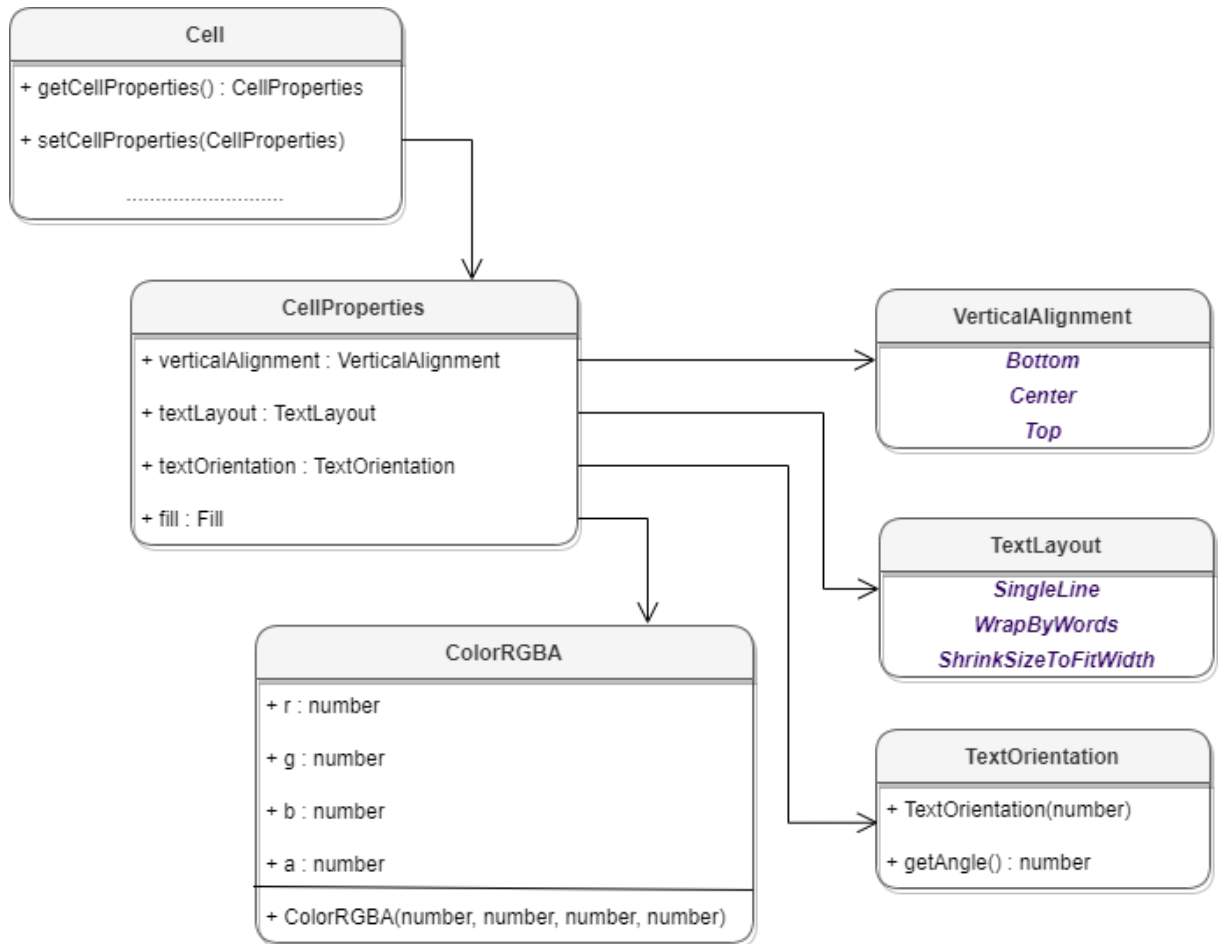 Cell
+ getCellProperties() : CellProperties
+ setCellProperties(CellProperties)
CellProperties
+ verticalAlignment : VerticalAlignment
+ textLayout : TextLayout
+ textOrientation : TextOrientation
+ fill : Fill
VerticalAlignment
Bottom
Center
Top
TextLayout
SingleLine
WrapByWords
ShrinkSizeToFitWidth
ColorRGBA
+ r : number
+ g : number
+ b : number
+ a : number
+ ColorRGBA(number, number, number, number)
TextOrientation
+ TextOrientation(number)
+ getAngle() : number